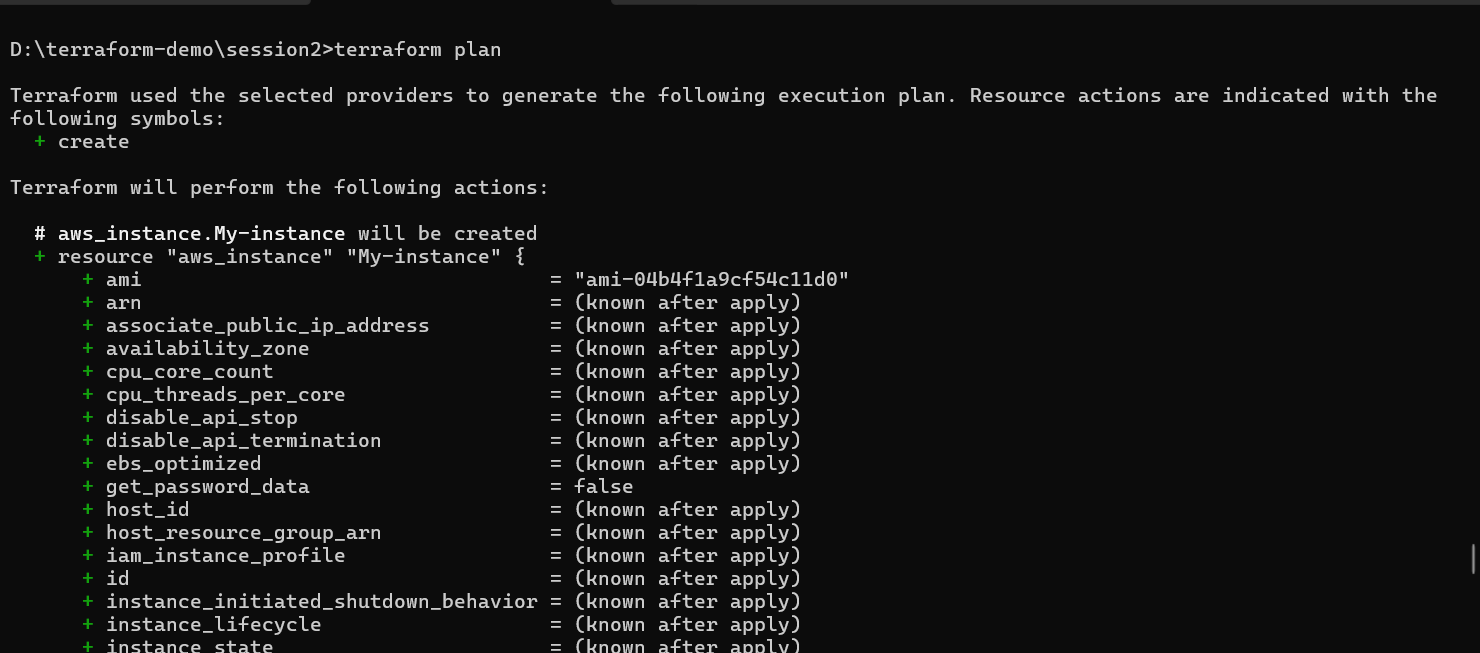 D:\terraform-demo\session2>terraform plan
Terraform used the selected providers to generate the following execution plan. Resource actions are indicated with the
following symbols:
+ create
Terraform will perform the following actions:
# aws_instance.My-instance will be created
+ resource "aws_instance" "My-instance" {
+ ami = "ami-04b4f1a9cf54c11d0"
+ arn = (known after apply)
+ associate_public_ip_address = (known after apply)
+ availability_zone = (known after apply)
+ cpu_core_count = (known after apply)
+ cpu_threads_per_core = (known after apply)
+ disable_api_stop = (known after apply)
+ disable_api_termination = (known after apply)
+ ebs_optimized = (known after apply)
+ get_password_data = false
+ host_id = (known after apply)
+ host_resource_group_arn = (known after apply)
+ iam_instance_profile = (known after apply)
+ id = (known after apply)
+ instance_initiated_shutdown_behavior = (known after apply)
+ instance_lifecycle = (known after apply)
+ instance_state = (known after apply)